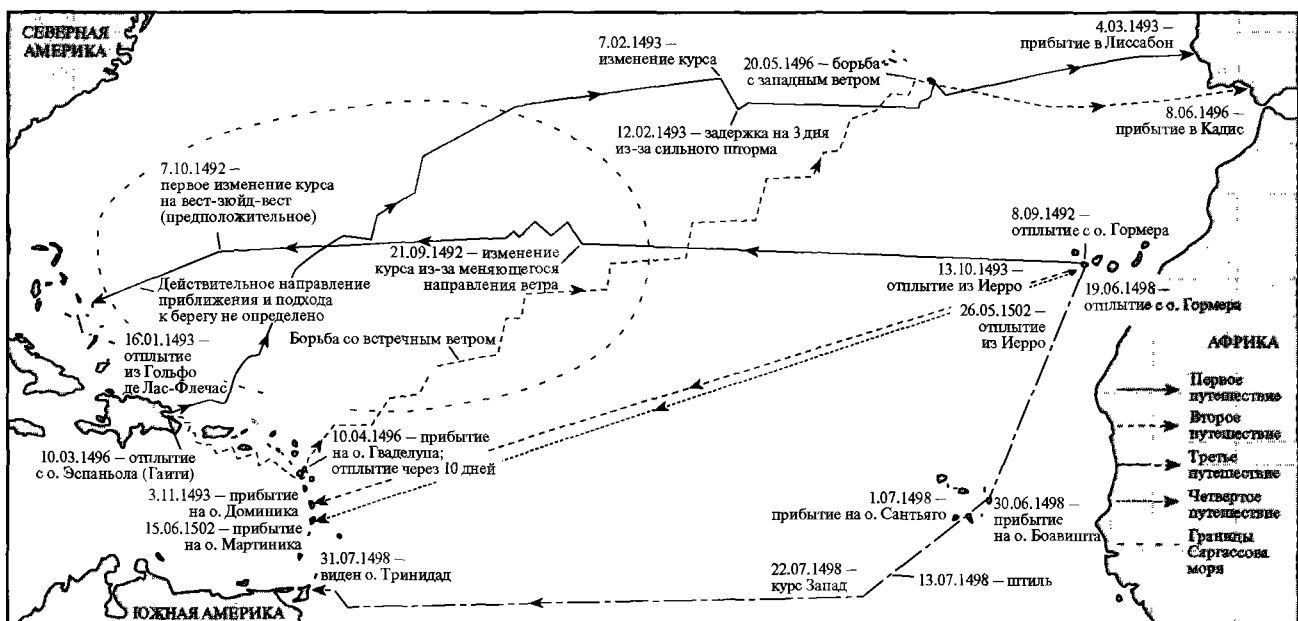 СЕВЕРНАЯ
АМЕРИКА
7.02.1493 –
изменение курса
20.05.1496 – борьба
с западным ветром
4.03.1493 –
прибытие в Лиссабон
12.02.1493 – задержка на 3 дня
из-за сильного шторма
8.06.1496 –
прибытие в Кадис
7.10.1492 –
первое изменение курса
на вест-зюйд-вест
(предположительное)
21.09.1492 – изменение
курса из-за меняющегося
направления ветра
8.09.1492 –
отплытие с о. Гормера
13.10.1493 –
отплытие из Иерро
19.06.1498 –
отплытие с о. Гормера
26.05.1502 –
отплытие
из Иерро
Действительное направление
приближения и подхода
к берегу не определено
16.01.1493 –
отплытие
из Гольфо
де Лас-Флечас
Борьба со встречным ветром
10.03.1496 – отплытие
с о. Эспаньола (Гаити)
10.04.1496 – прибытие
на о. Гваделупа;
отплытие через 10 дней
3.11.1493 – прибытие
на о. Доминика
15.06.1502 – прибытие
на о. Мартиника
31.07.1498 –
виден о. Тринидад
ЮЖНАЯ АМЕРИКА
1.07.1498 –
прибытие на о. Сантьяго
30.06.1498 –
прибытие
на о. Боавишта
22.07.1498 –
курс Запад
13.07.1498 – штиль
АФРИКА
Первое
путешествие
Второе
путешествие
Третье
путешествие
Четвертое
путешествие
Границы
Саргассова
моря